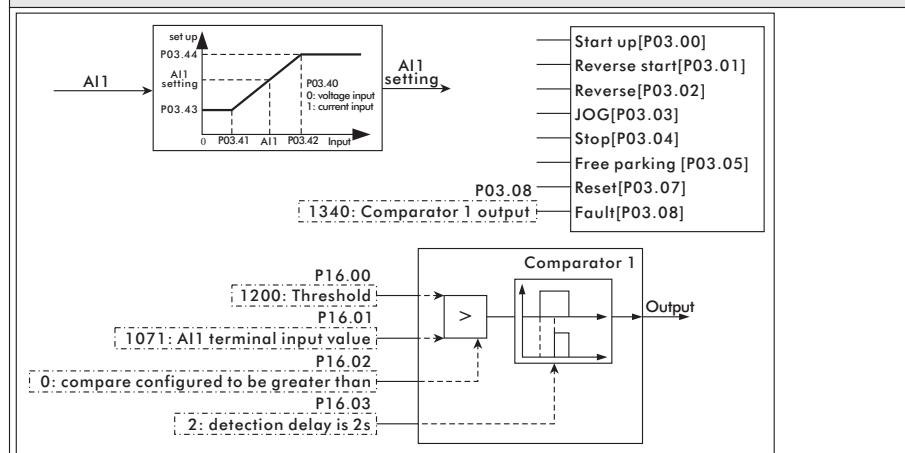 set up
P03.44
AI1
setting
P03.43
0
P03.41
AI1
P03.42
Input
P03.40
0: voltage input
1: current input
AI1
AI1
setting
Start up[P03.00]
Reverse start[P03.01]
Reverse[P03.02]
JOG[P03.03]
Stop[P03.04]
Free parking [P03.05]
Reset[P03.07]
Fault[P03.08]
P03.08
1340: Comparator 1 output
P16.00
1200: Threshold
P16.01
1071: AI1 terminal input value
P16.02
0: compare configured to be greater than
P16.03
2: detection delay is 2s
>
Comparator 1
Output